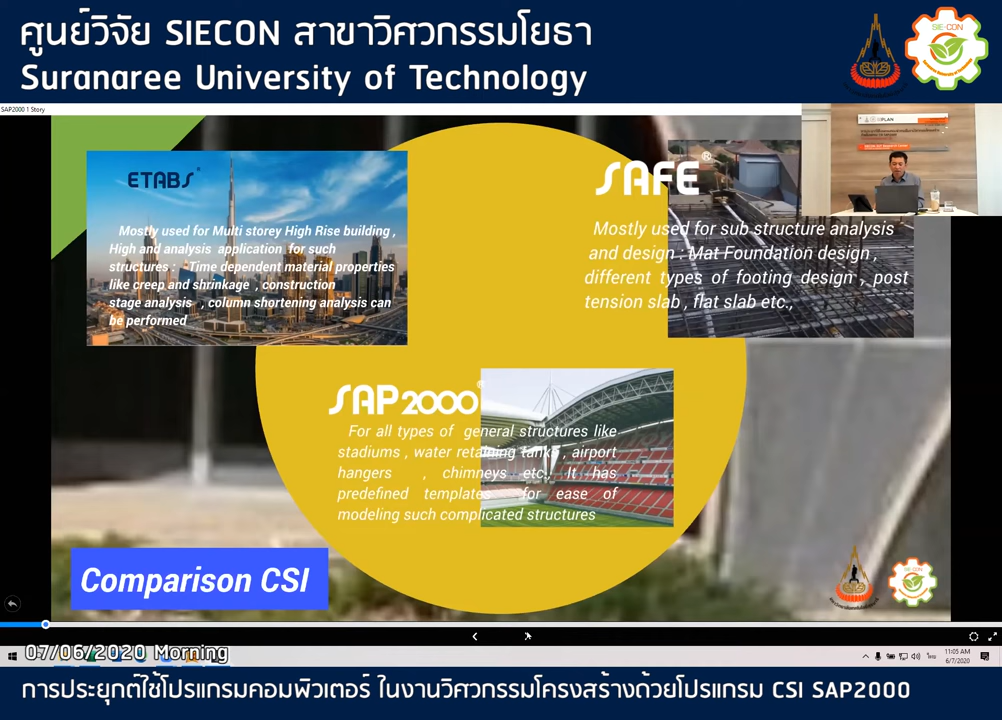 ศูนย์วิจัย SIECON สาขาวิศวกรรมโยธา
Suranaree University of Technology
SAP2000 1 Story
SIE-CON
ETABS®
Mostly used for Multi storey High Rise building ,
High and analysis application for such
structures : Time dependent material properties
like creep and shrinkage , construction
stage analysis , column shortening analysis can
be performed
SAFE®
Mostly used for sub structure analysis
and design : Mat Foundation design ,
different types of footing design , post
tension slab , flat slab etc.,
SAP2000®
For all types of general structures like
stadiums , water retaining tanks , airport
hangers , chimneys etc., It has
predefined templates for ease of
modeling such complicated structures
Comparison CSI
SIE CON
07/06/2020 Morning
11:05 AM
6/7/2020
การประยุกต์ใช้โปรแกรมคอมพิวเตอร์ ในงานวิศวกรรมโครงสร้างด้วยโปรแกรม CSI SAP2000